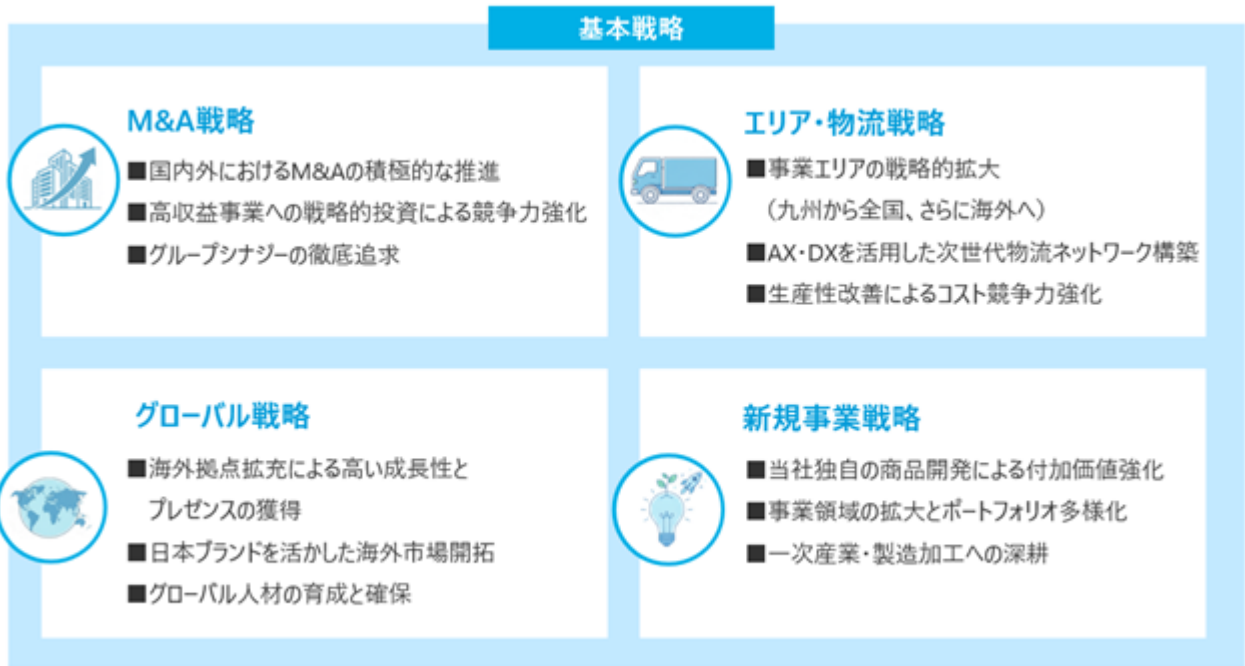 基本戦略
M&A戦略
■国内外におけるM&Aの積極的な推進
■高収益事業への戦略的投資による競争力強化
■グループシナジーの徹底追求
エリア・物流戦略
■事業エリアの戦略的拡大
（九州から全国、さらに海外へ）
■AX・DXを活用した次世代物流ネットワーク構築
■生産性改善によるコスト競争力強化
グローバル戦略
■海外拠点拡充による高い成長性と
プレゼンスの獲得
■日本ブランドを活かした海外市場開拓
■グローバル人材の育成と確保
新規事業戦略
■当社独自の商品開発による付加価値強化
■事業領域の拡大とポートフォリオ多様化
■一次産業・製造加工への深耕